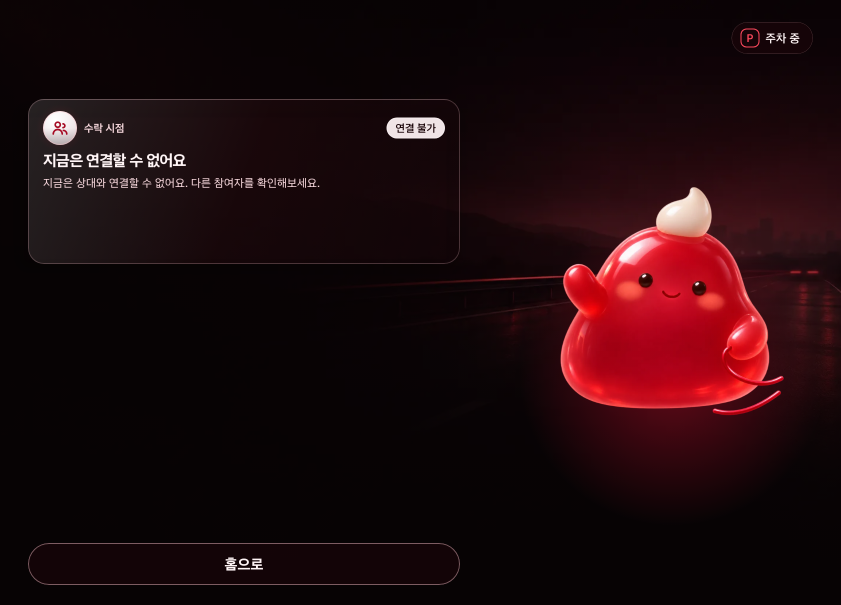 P 주차 중
수락 시점
연결 불가
지금은 연결할 수 없어요
지금은 상대와 연결할 수 없어요. 다른 참여자를 확인해보세요.
홈으로